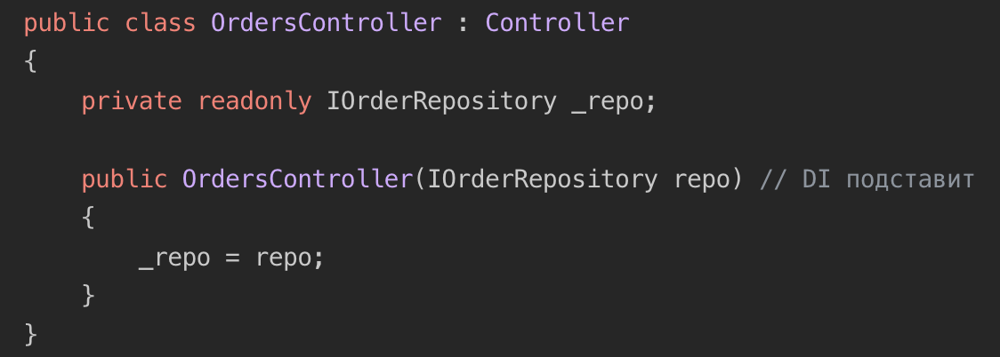 public class OrdersController : Controller
{
    private readonly IOrderRepository _repo;
    public OrdersController(IOrderRepository repo) // DI подставит
    {
        _repo = repo;
    }
}